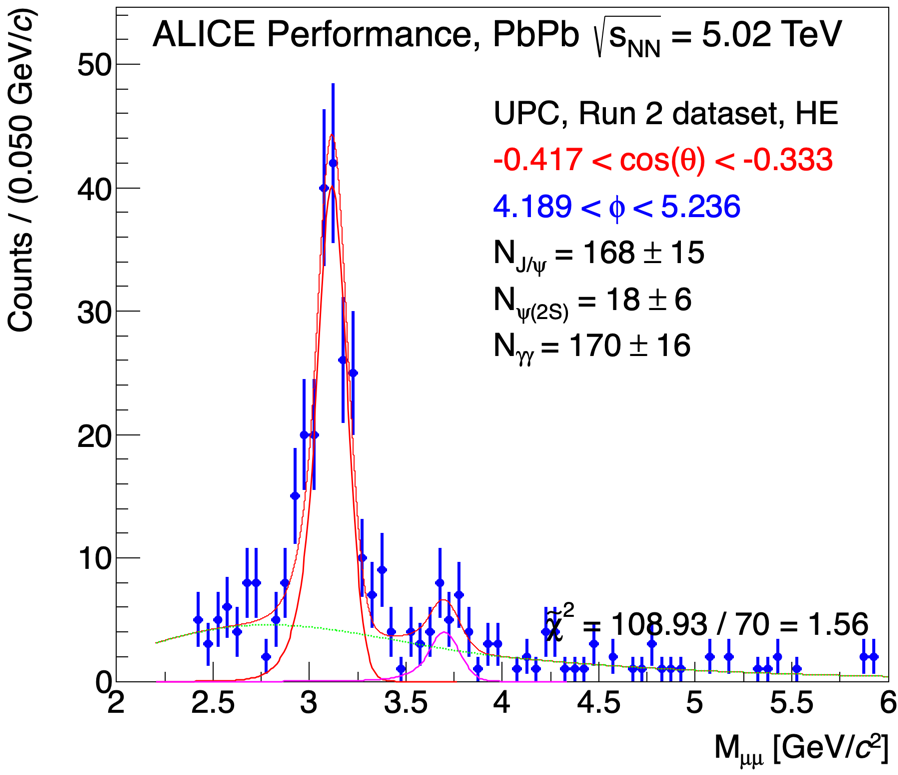 ALICE Performance, PbPb √sNN = 5.02 TeV
UPC, Run 2 dataset, HE
-0.417 < cos(θ) < -0.333
4.189 < φ < 5.236
NJ/ψ = 168 ± 15
Nψ(2S) = 18 ± 6
Nγγ = 170 ± 16
χ̃² = 108.93 / 70 = 1.56
Counts / (0.050 GeV/c)
50
40
30
20
10
0
2 2.5 3 3.5 4 4.5 5 5.5 6
Mμμ [GeV/c²]